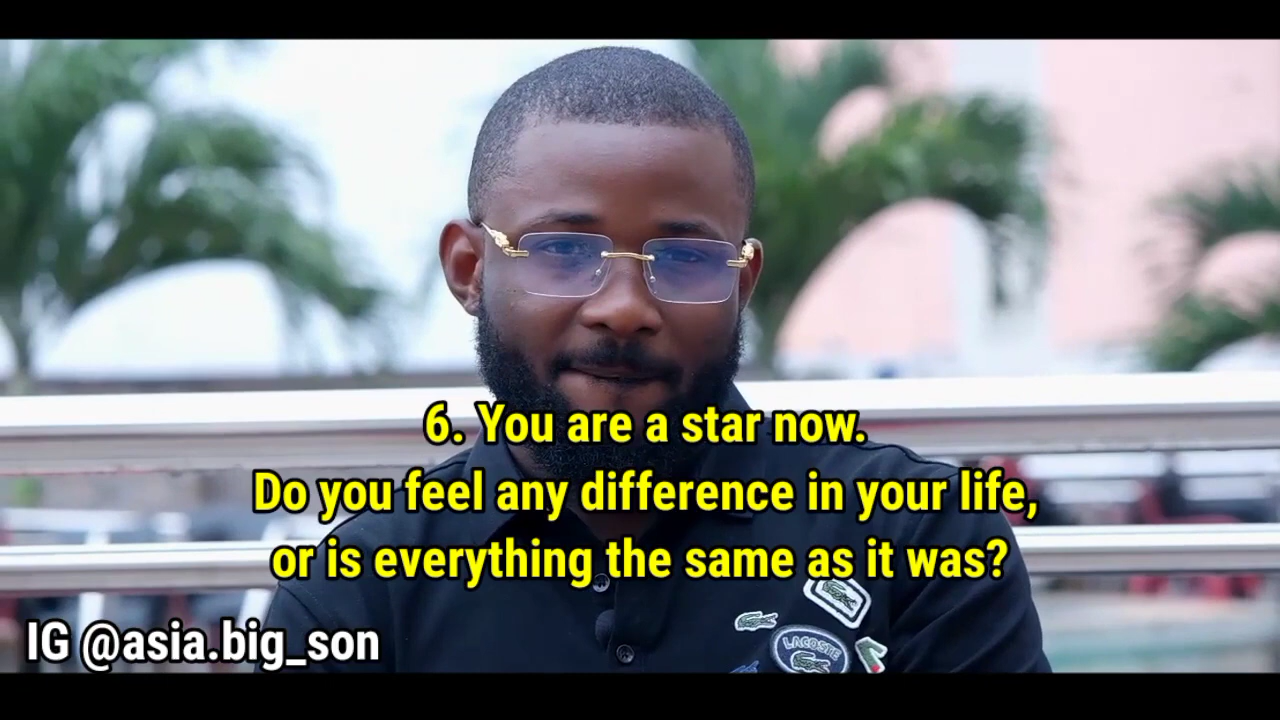 6. You are a star now.
Do you feel any difference in your life,
or is everything the same as it was?
IG @asia.big_son
LACOSTE